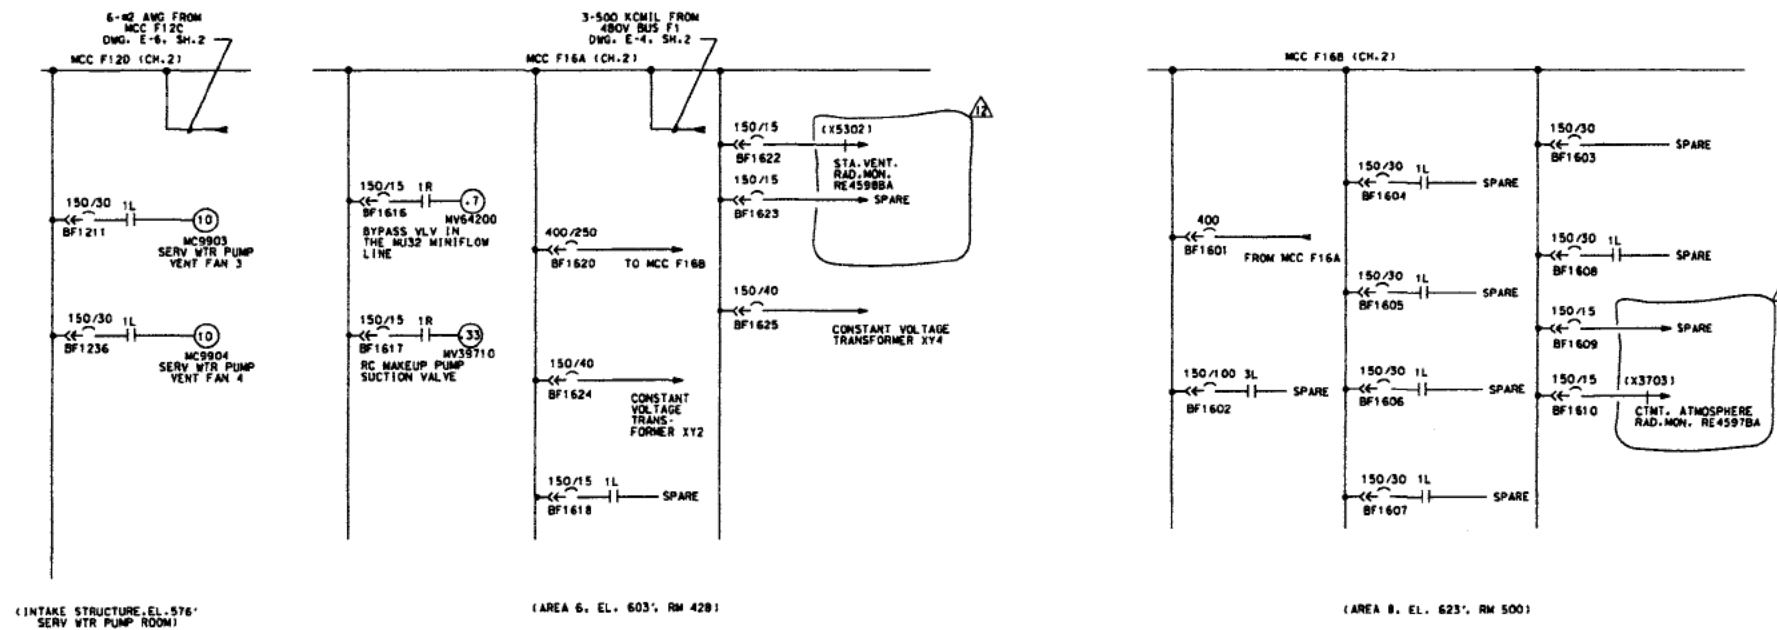 6-#2 AWG FROM
MCC F12C
DWG. E-6. SH.2
MCC F12D (CH.2)
150/30 1L
BF1211
10
MC9903
SERV WTR PUMP
VENT FAN 3
150/30 1L
BF1236
10
MC9904
SERV WTR PUMP
VENT FAN 4
(INTAKE STRUCTURE.EL.576'
SERV WTR PUMP ROOM)
3-500 KCMIL FROM
480V BUS F1
DWG. E-4. SH.2
MCC F16A (CH.2)
150/15 1R
BF1616
.7
MV64200
BYPASS VLV IN
THE MU32 MINIFLOW
LINE
150/15 1R
BF1617
.33
MV39710
RC MAKEUP PUMP
SUCTION VALVE
400/250
BF1620
TO MCC F16B
150/40
BF1624
CONSTANT
VOLTAGE
TRANS-
FORMER XY2
150/15 1L
BF1618
SPARE
150/15
BF1622
(X5302)
STA.VENT.
RAD.MON.
RE4598BA
12
150/15
BF1623
SPARE
150/40
BF1625
CONSTANT VOLTAGE
TRANSFORMER XY4
(AREA 6. EL. 603'. RM 428)
MCC F16B (CH.2)
400
BF1601
FROM MCC F16A
150/100 3L
BF1602
SPARE
150/30 1L
BF1604
SPARE
150/30 1L
BF1605
SPARE
150/30 1L
BF1606
SPARE
150/30 1L
BF1607
SPARE
150/30
BF1603
SPARE
150/30 1L
BF1608
SPARE
150/15
BF1609
SPARE
150/15
BF1610
(X3703)
CTMT. ATMOSPHERE
RAD.MON. RE4597BA
(AREA 8. EL. 623'. RM 500)